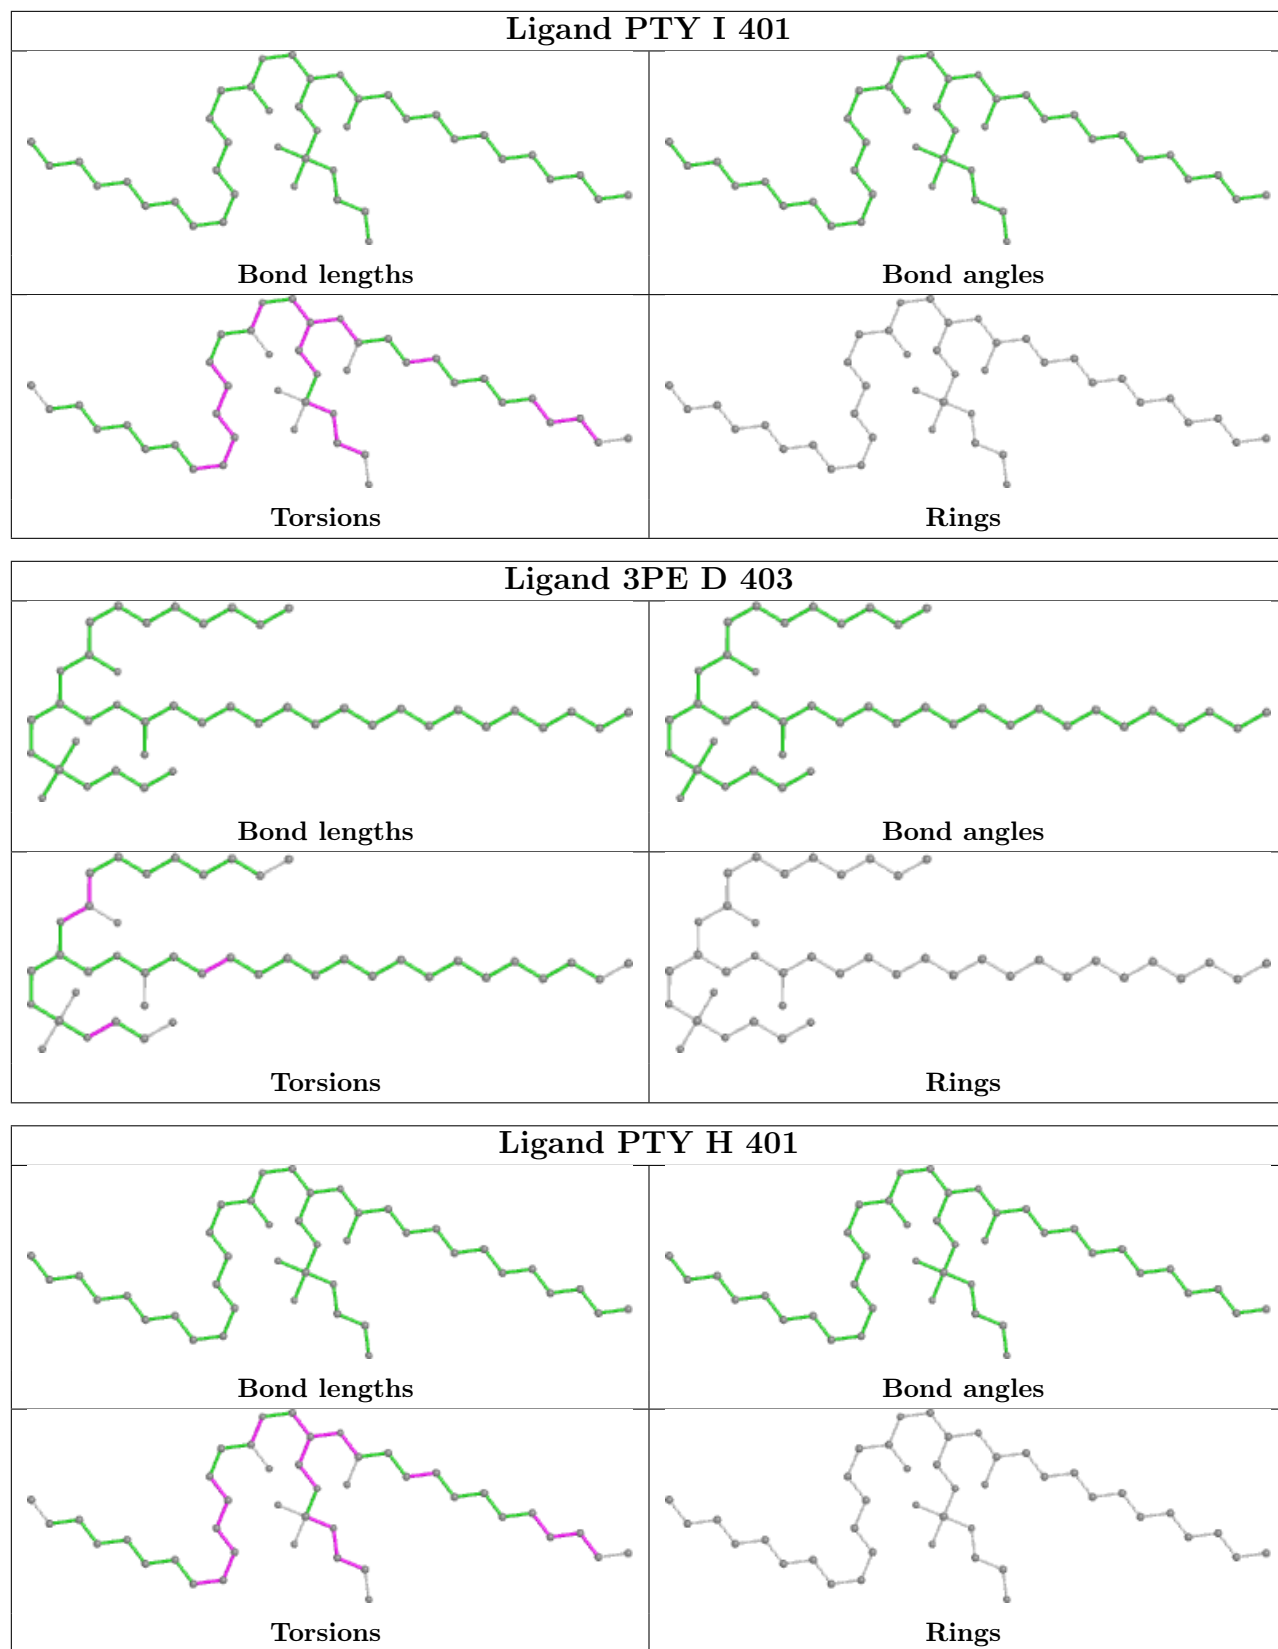 Ligand PTY I 401
Bond lengths
Bond angles
Torsions
Rings
Ligand 3PE D 403
Bond lengths
Bond angles
Torsions
Rings
Ligand PTY H 401
Bond lengths
Bond angles
Torsions
Rings